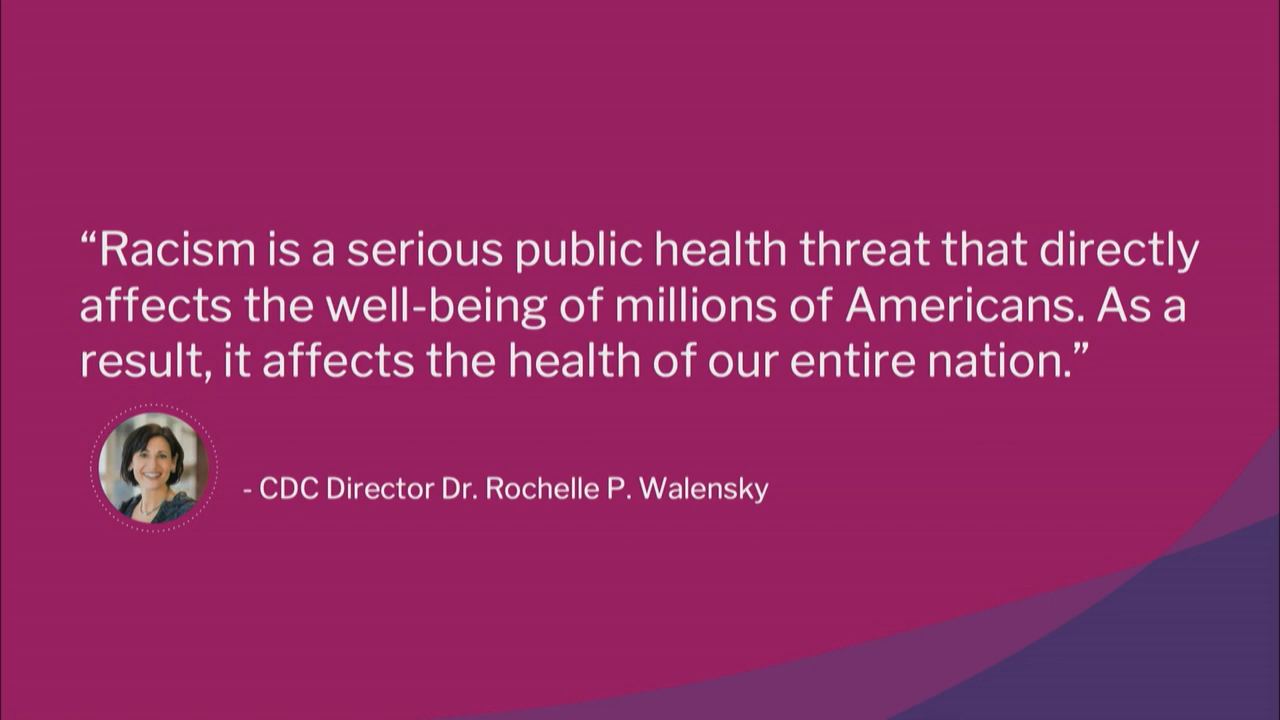 “Racism is a serious public health threat that directly
affects the well-being of millions of Americans. As a
result, it affects the health of our entire nation.”
- CDC Director Dr. Rochelle P. Walensky